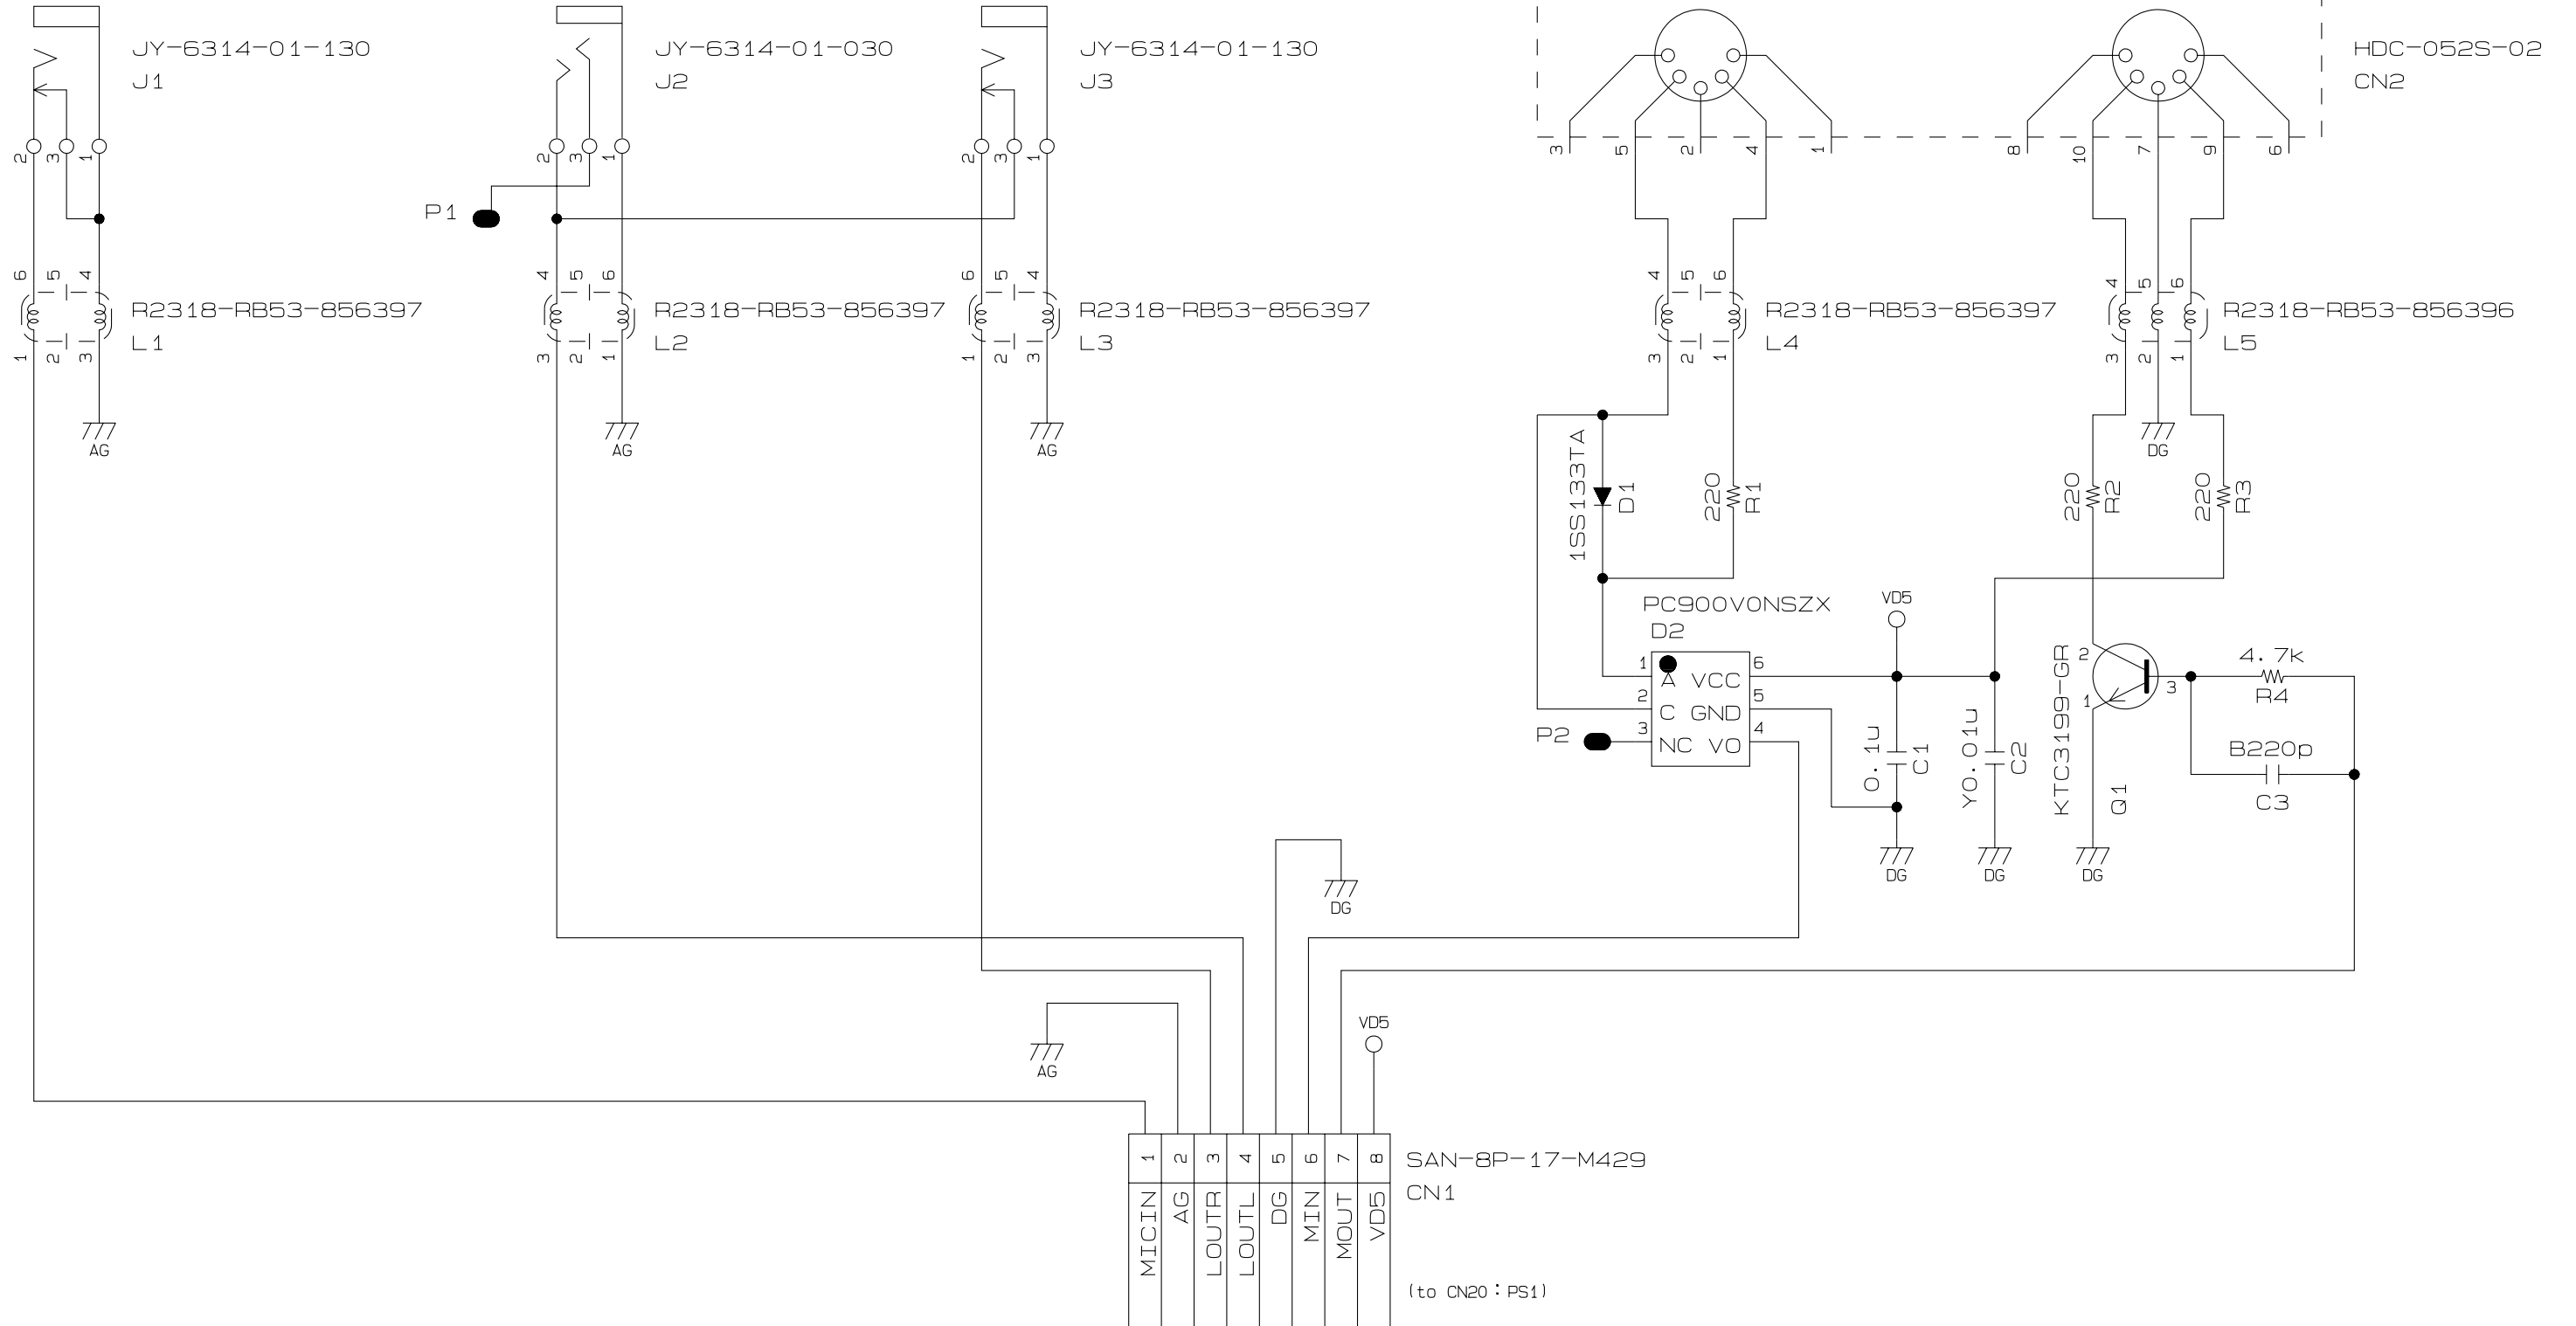 JY-6314-01-130
J1
JY-6314-01-030
J2
JY-6314-01-130
J3
HDC-052S-02
CN2
2 3 1
2 3 1
2 3 1
3 5 2 4 1
8 10 7 9 6
P1
6 5 4
4 5 6
6 5 4
4 5 6
4 5 6
R2318-RB53-856397
L1
R2318-RB53-856397
L2
R2318-RB53-856397
L3
R2318-RB53-856397
L4
R2318-RB53-856396
L5
1 2 3
3 2 1
1 2 3
3 2 1
3 2 1
AG
AG
AG
DG
1SS133TA
D1
220
R1
220
R2
220
R3
PC900V0NSZX
D2
VD5
1 A VCC 6
2 C GND 5
3 NC VO 4
P2
0.1u
C1
Y0.01u
C2
KTC3199-GR
Q1
2
1
3
4.7k
R4
B220p
C3
DG
DG
DG
DG
AG
VD5
1 2 3 4 5 6 7 8
MICIN
AG
LOUTR
LOUTL
DG
MIN
MOUT
VD5
SAN-8P-17-M429
CN1
(to CN20:PS1)